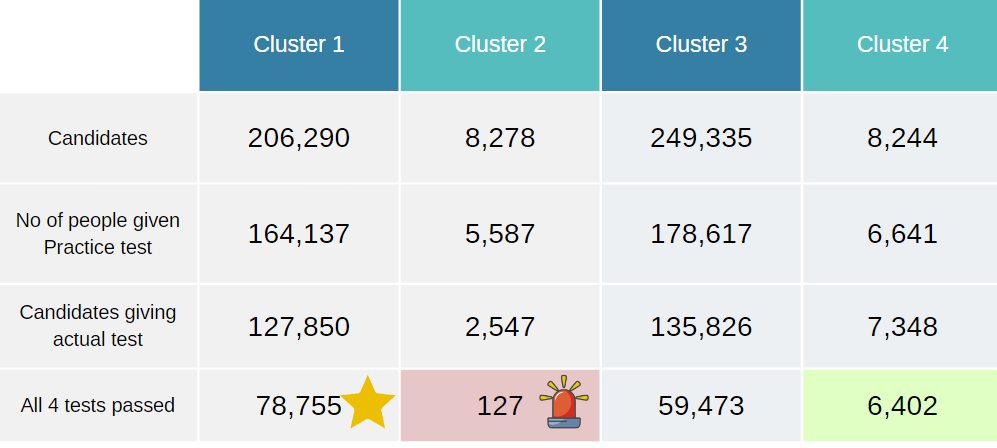 Cluster 1 Cluster 2 Cluster 3 Cluster 4
Candidates 206,290 8,278 249,335 8,244
No of people given
Practice test 164,137 5,587 178,617 6,641
Candidates giving
actual test 127,850 2,547 135,826 7,348
All 4 tests passed 78,755 127 59,473 6,402